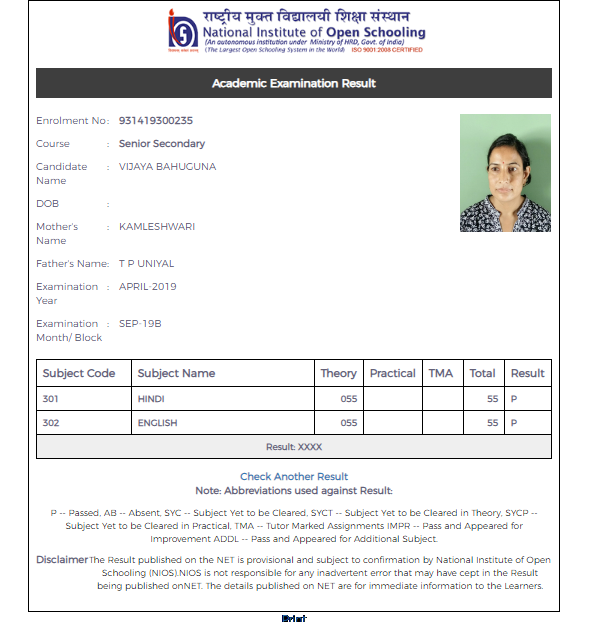 राष्ट्रीय मुक्त विद्यालयी शिक्षा संस्थान
National Institute of Open Schooling
(An autonomous institution under Ministry of HRD, Govt. of India)
(The Largest Open Schooling System in the World) ISO 9001:2008 CERTIFIED
Academic Examination Result
Enrolment No : 931419300235
Course : Senior Secondary
Candidate Name : VIJAYA BAHUGUNA
DOB :
Mother's Name : KAMLESHWARI
Father's Name : T P UNIYAL
Examination Year : APRIL-2019
Examination Month/ Block : SEP-19B
Subject Code Subject Name Theory Practical TMA Total Result
301 HINDI 055 55 P
302 ENGLISH 055 55 P
Result: XXXX
Check Another Result
Note: Abbreviations used against Result:
P -- Passed, AB -- Absent, SYC -- Subject Yet to be Cleared, SYCT -- Subject Yet to be Cleared in Theory, SYCP --
Subject Yet to be Cleared in Practical, TMA -- Tutor Marked Assignments IMPR -- Pass and Appeared for
Improvement ADDL -- Pass and Appeared for Additional Subject.
Disclaimer The Result published on the NET is provisional and subject to confirmation by National Institute of Open
Schooling (NIOS).NIOS is not responsible for any inadvertent error that may have cept in the Result
being published onNET. The details published on NET are for immediate information to the Learners.
Print